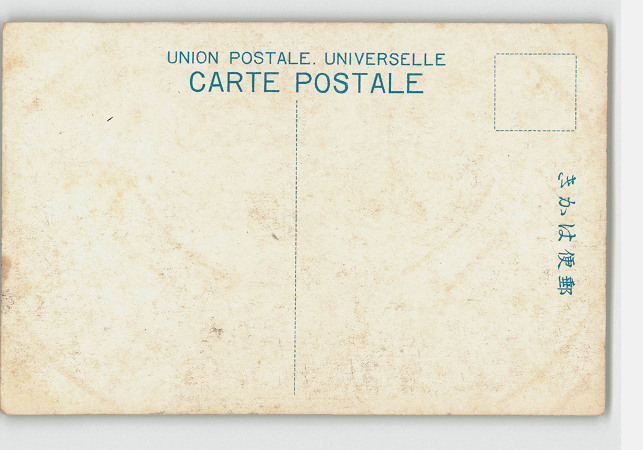 UNION POSTALE. UNIVERSELLE
CARTE POSTALE
郵便はかき